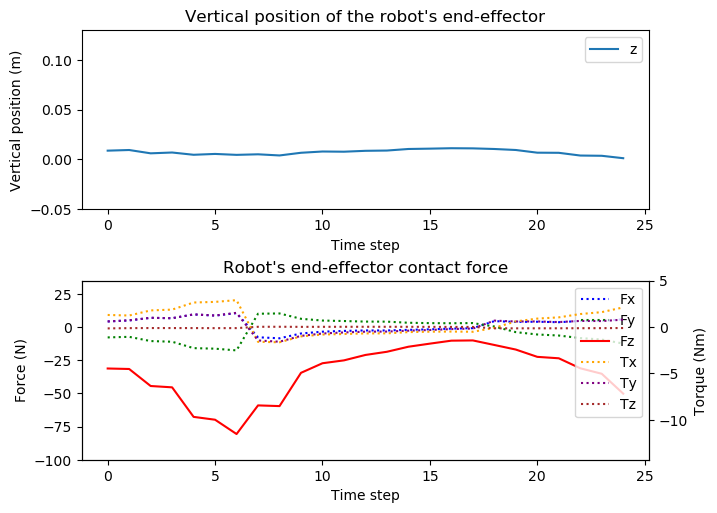 Vertical position of the robot's end-effector
0.10
0.05
0.00
−0.05
Vertical position (m)
z
0 5 10 15 20 25
Time step
Robot's end-effector contact force
25
0
−25
−50
−75
−100
Force (N)
Fx
Fy
Fz
Tx
Ty
Tz
5
0
−5
−10
Torque (Nm)
0 5 10 15 20 25
Time step